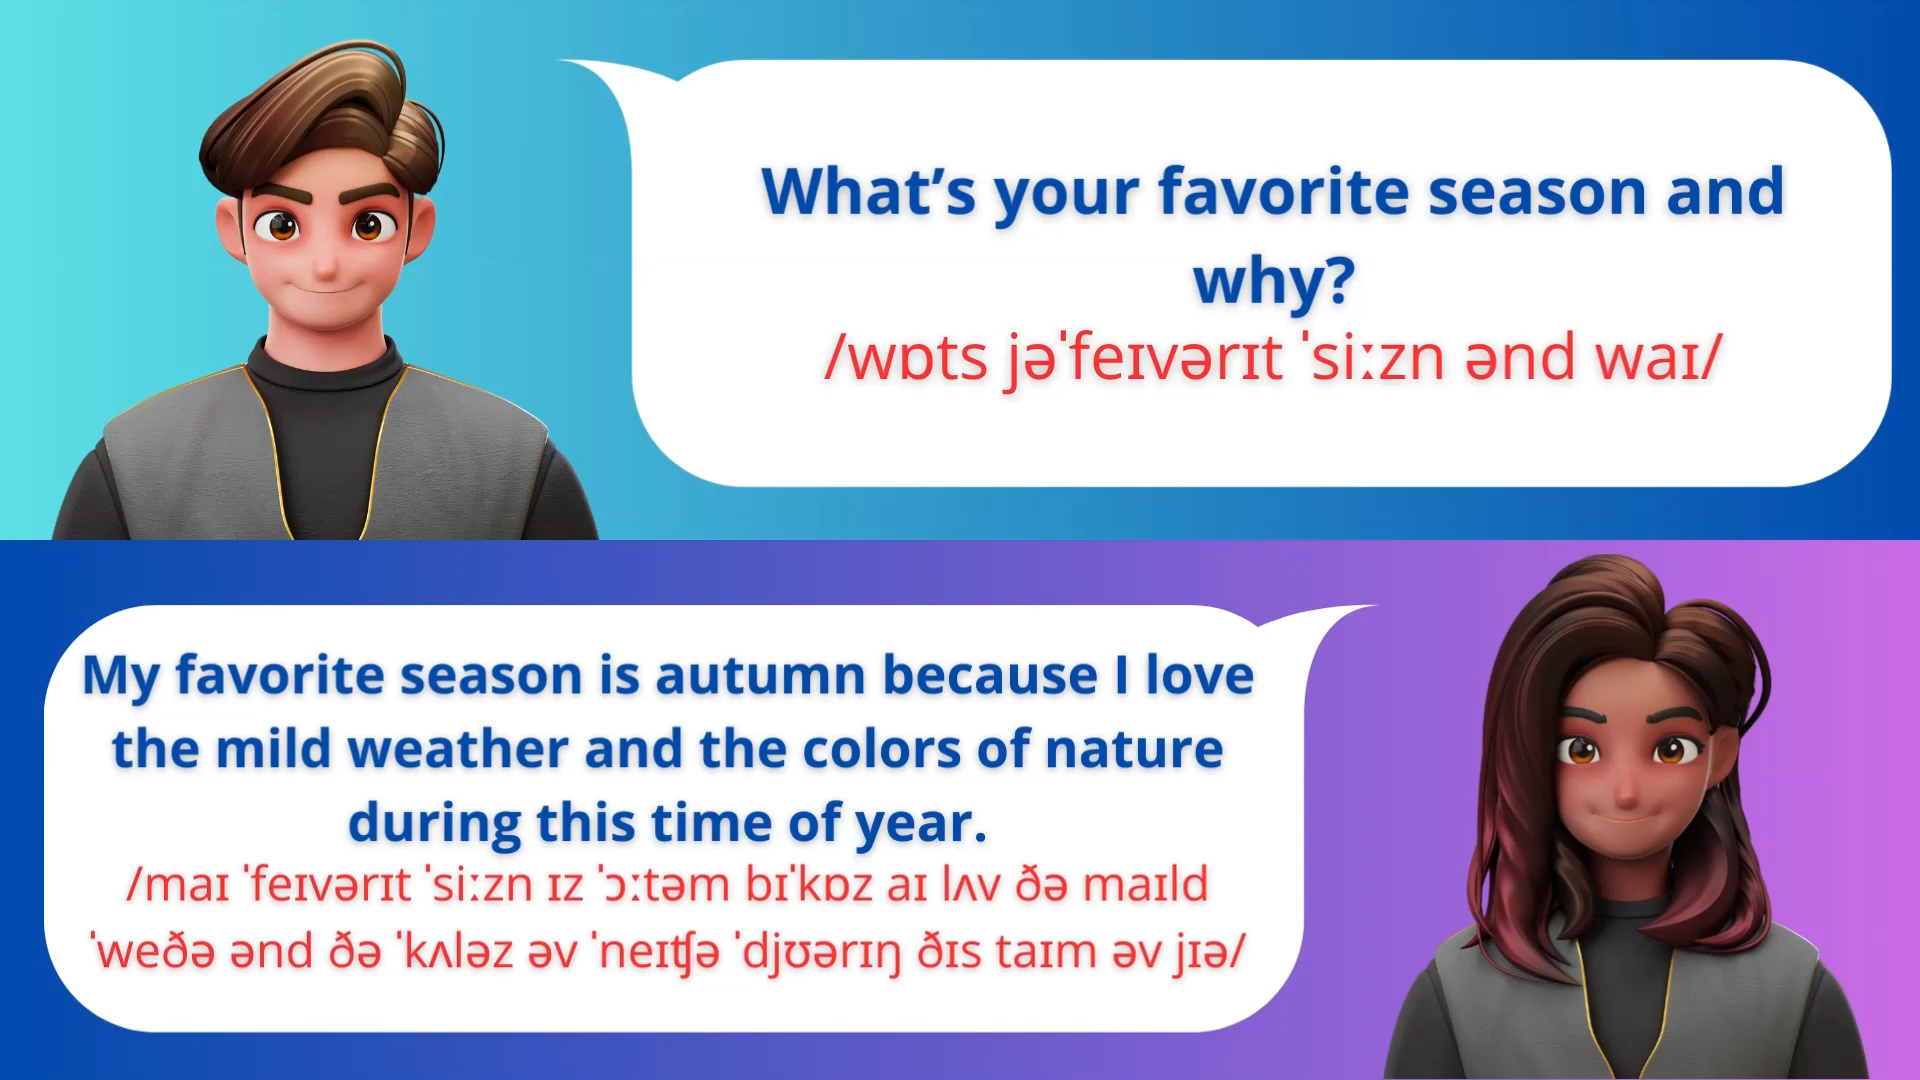 What’s your favorite season and
why?
/wɒts jəˈfeɪvərɪt ˈsiːzn ənd waɪ/
My favorite season is autumn because I love
the mild weather and the colors of nature
during this time of year.
/maɪ ˈfeɪvərɪt ˈsiːzn ɪz ˈɔːtəm bɪˈkɒz aɪ lʌv ðə maɪld
ˈweðə ənd ðə ˈkʌləz əv ˈneɪʧə ˈdjʊərɪŋ ðɪs taɪm əv jɪə/